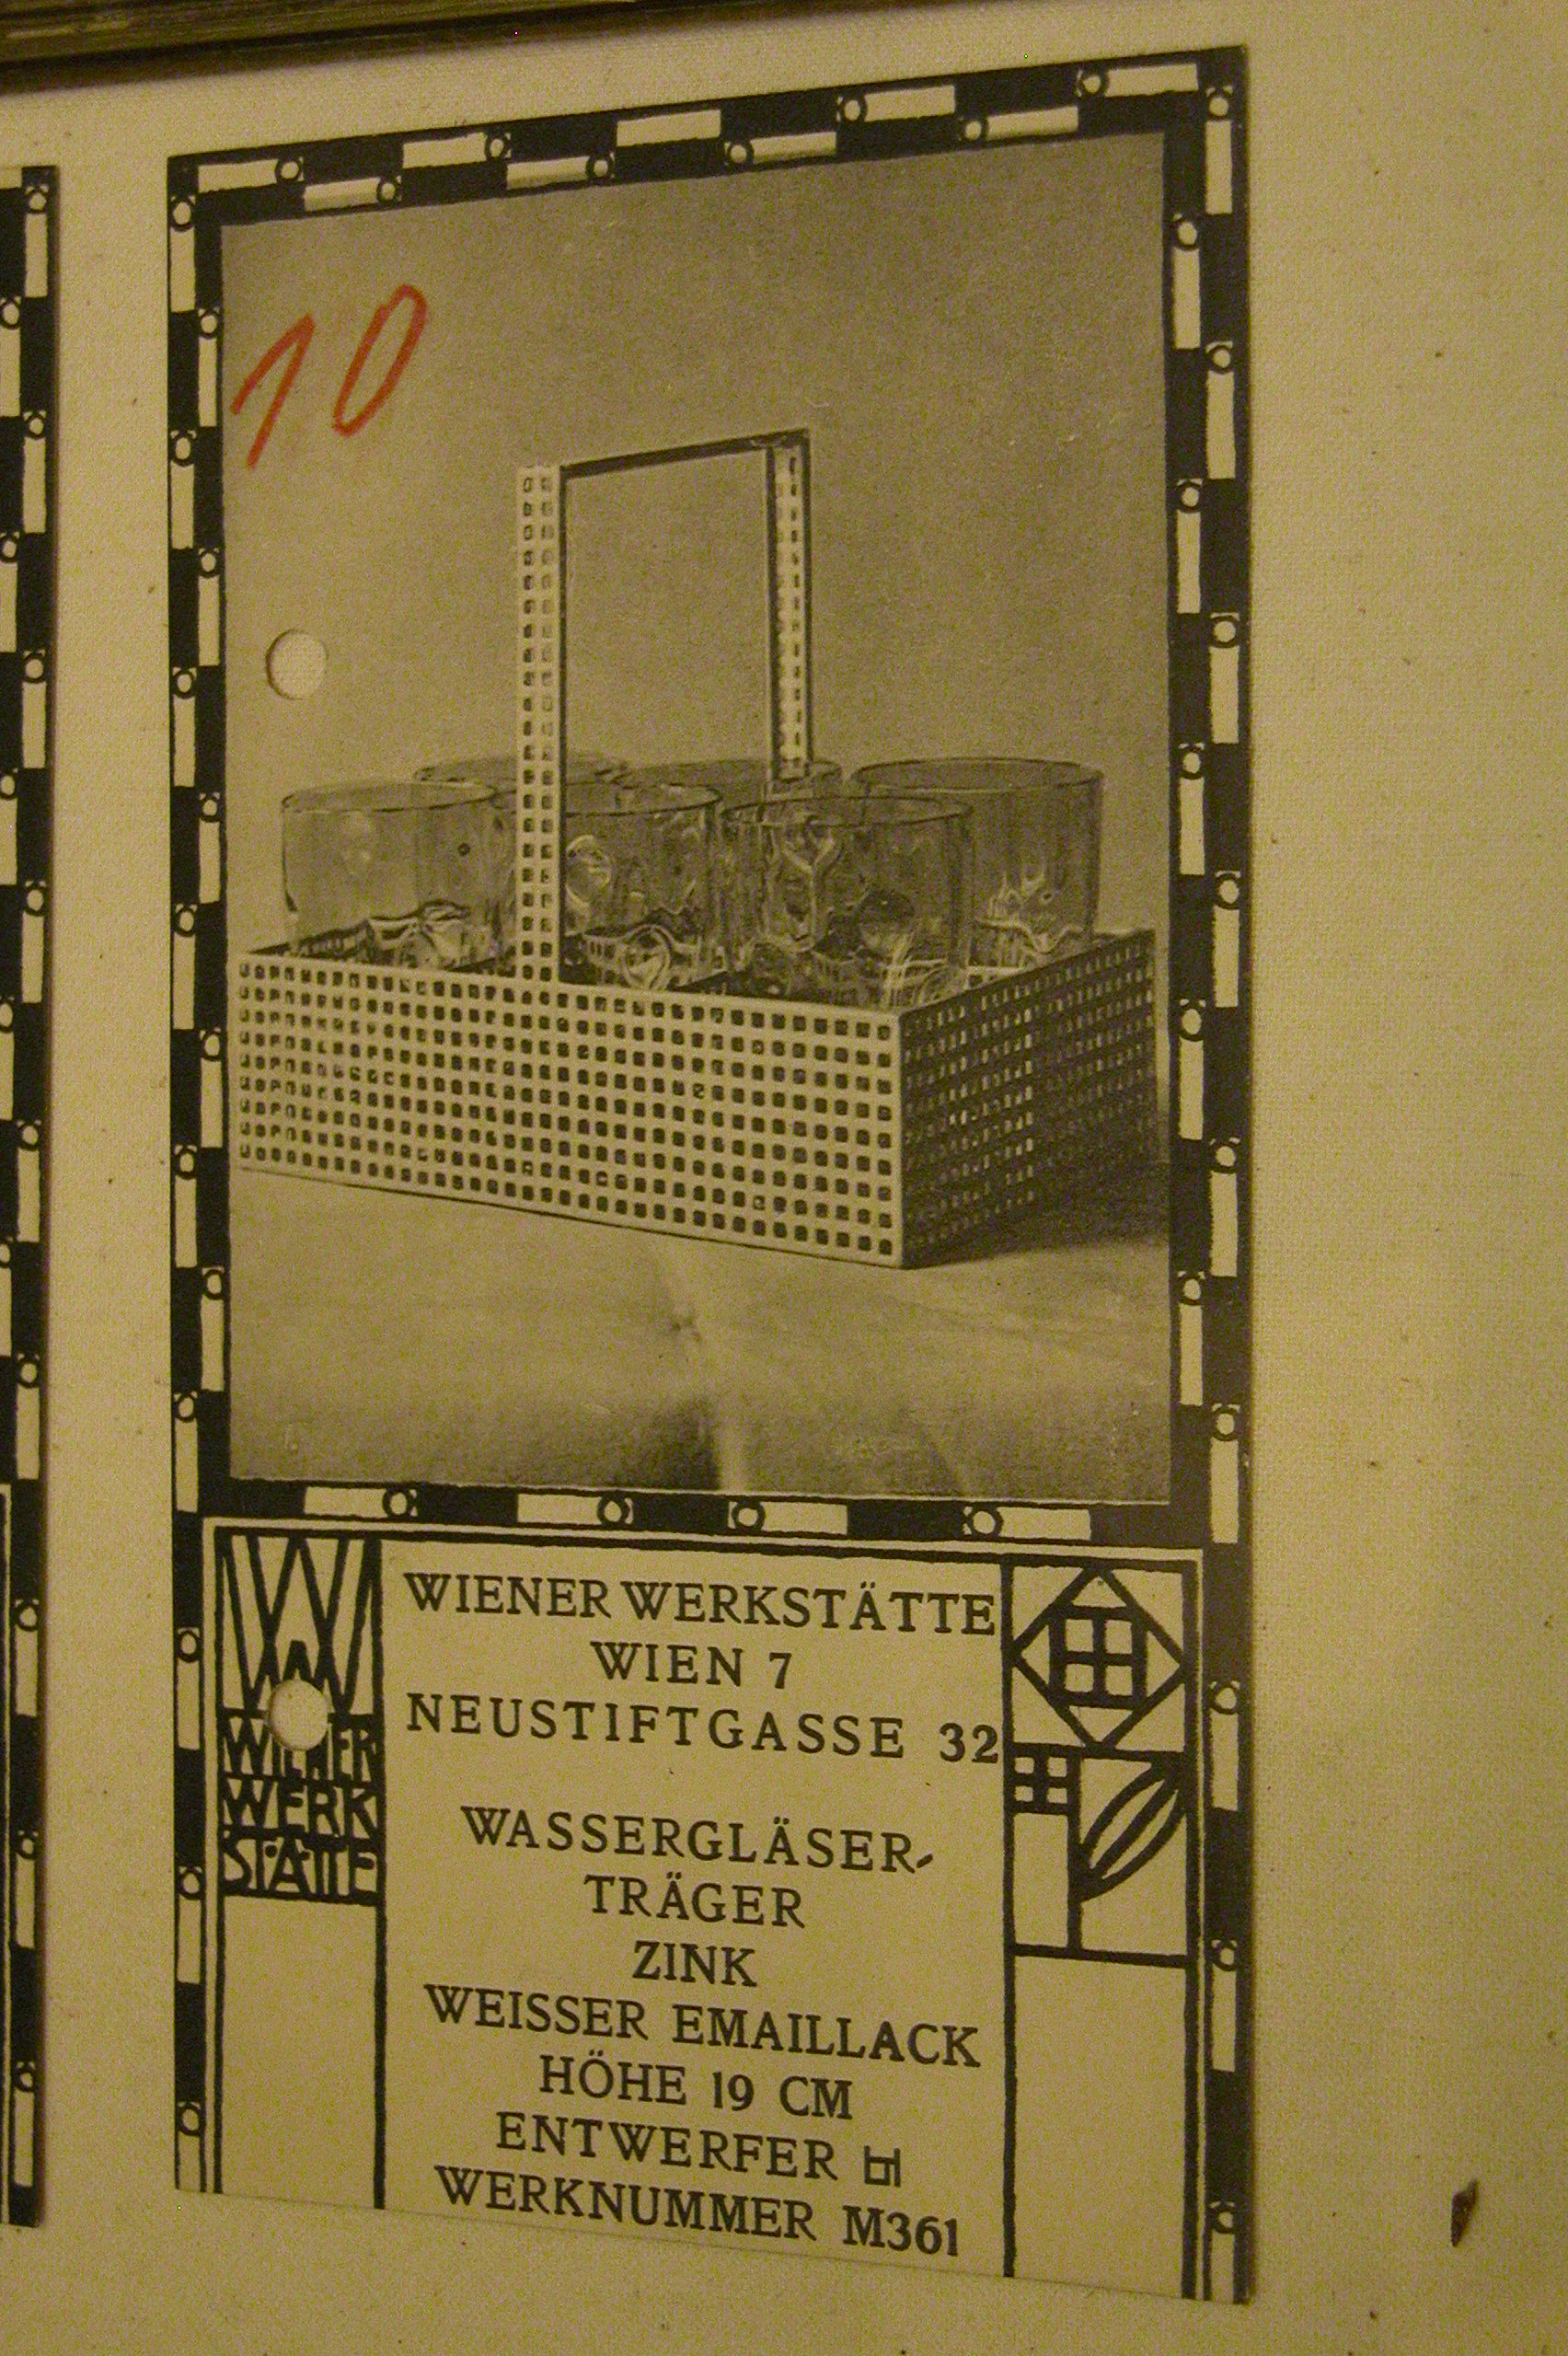 10
WIENER
WERK
STÄTTE
WIENER WERKSTÄTTE
WIEN 7
NEUSTIFTGASSE 32
WASSERGLÄSER-
TRÄGER
ZINK
WEISSER EMAILLACK
HÖHE 19 CM
ENTWERFER
WERKNUMMER M361